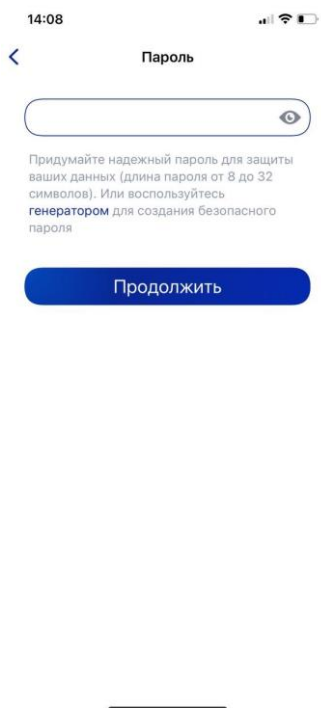 14:08
Пароль
Придумайте надежный пароль для защиты
ваших данных (длина пароля от 8 до 32
символов). Или воспользуйтесь
генератором для создания безопасного
пароля
Продолжить